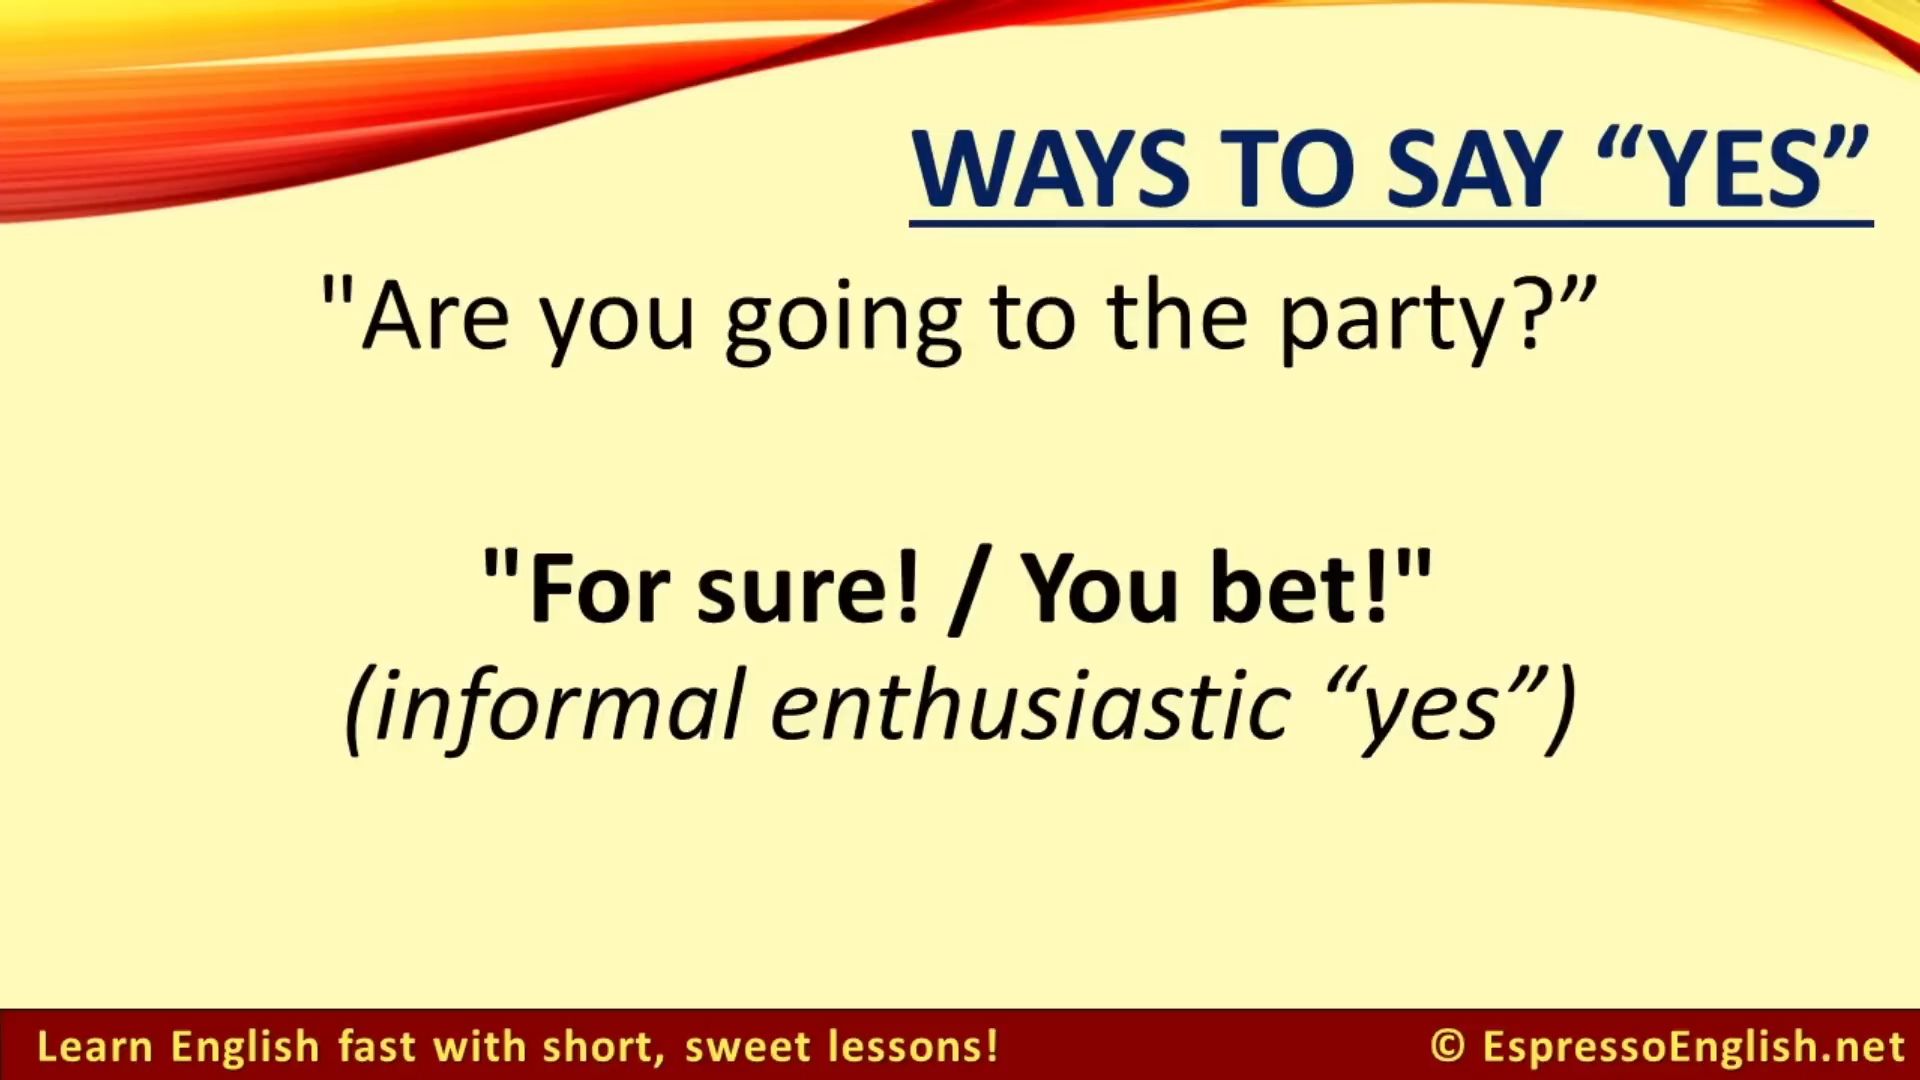 WAYS TO SAY “YES”
"Are you going to the party?”
"For sure! / You bet!"
(informal enthusiastic “yes”)
Learn English fast with short, sweet lessons!
© EspressoEnglish.net